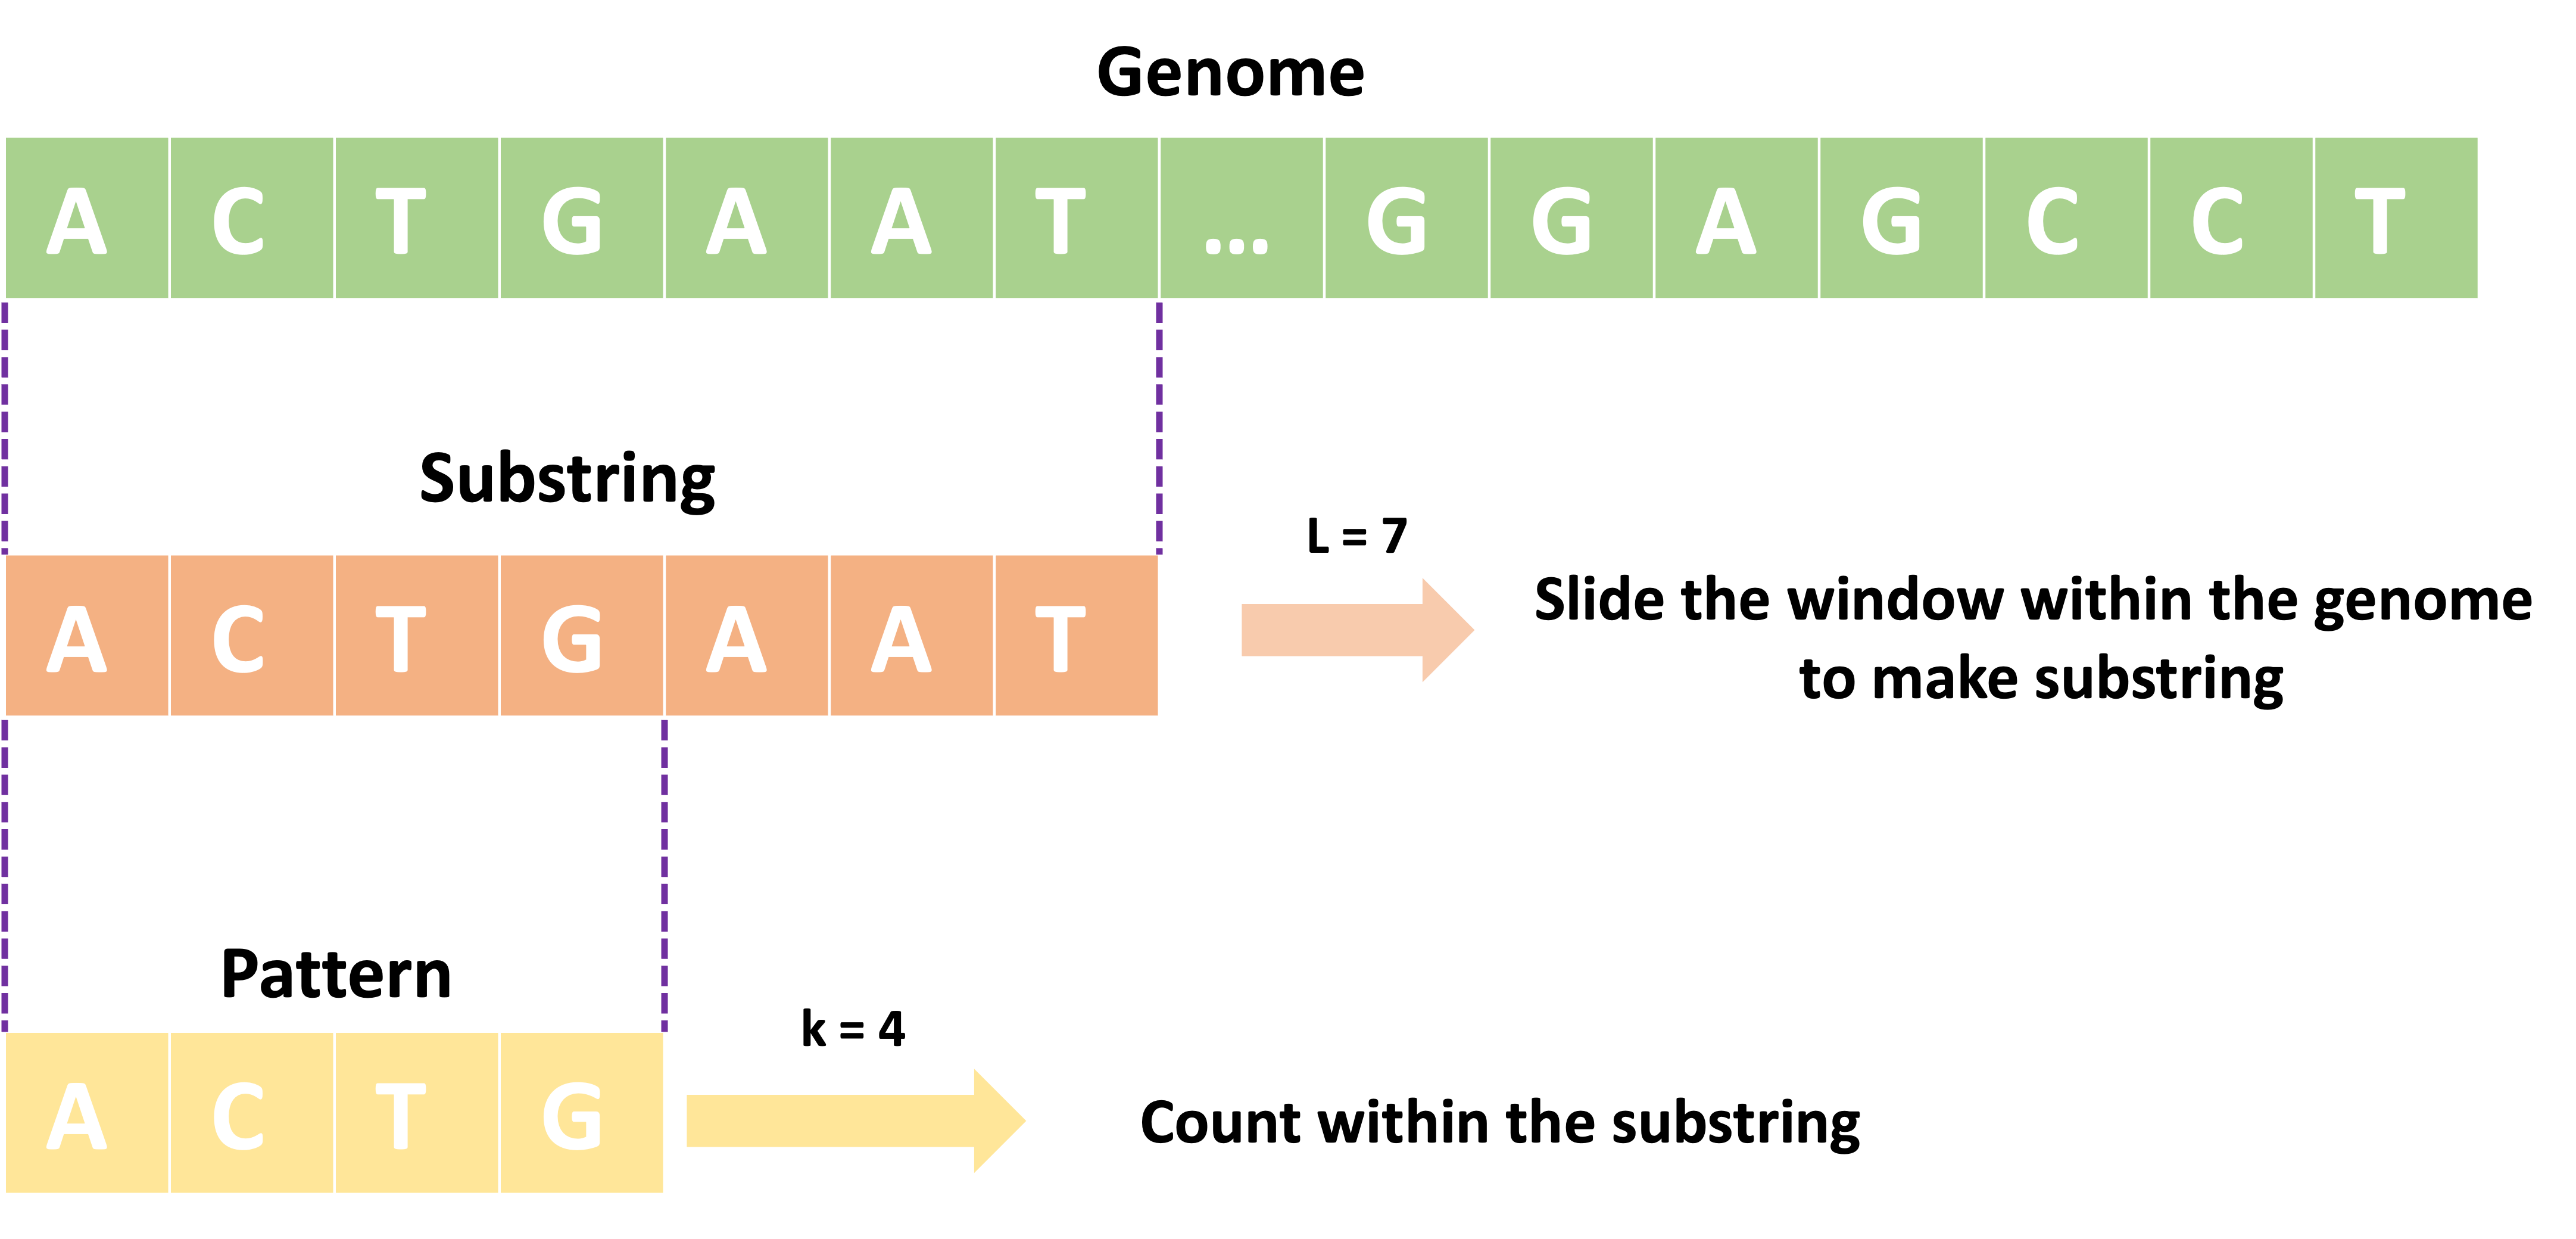 Genome
A C T G A A T ... G G A G C C T
Substring
L = 7
A C T G A A T
Slide the window within the genome
to make substring
Pattern
k = 4
A C T G
Count within the substring